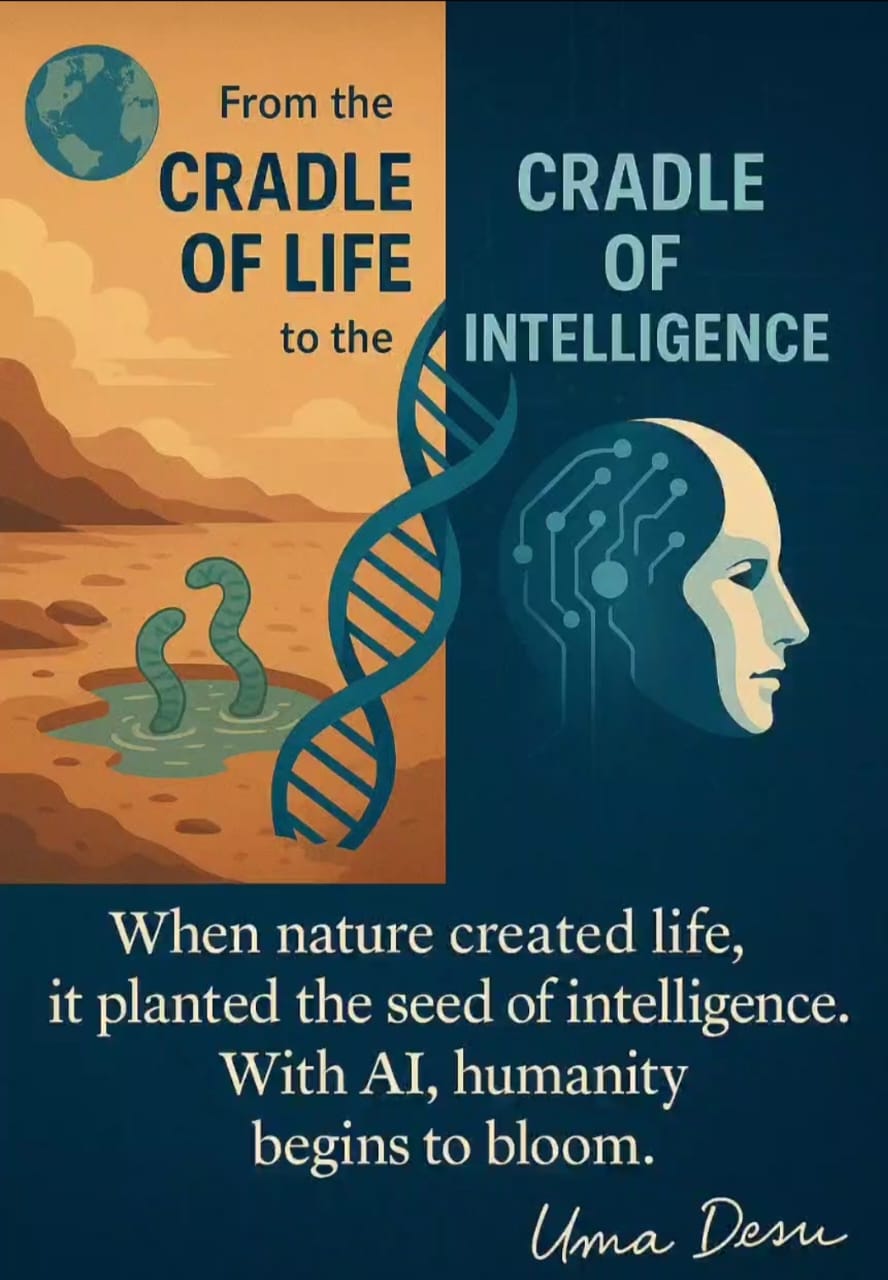 From the
CRADLE
OF LIFE
to the
CRADLE
OF
INTELLIGENCE
When nature created life,
it planted the seed of intelligence.
With AI, humanity
begins to bloom.
Uma Desu